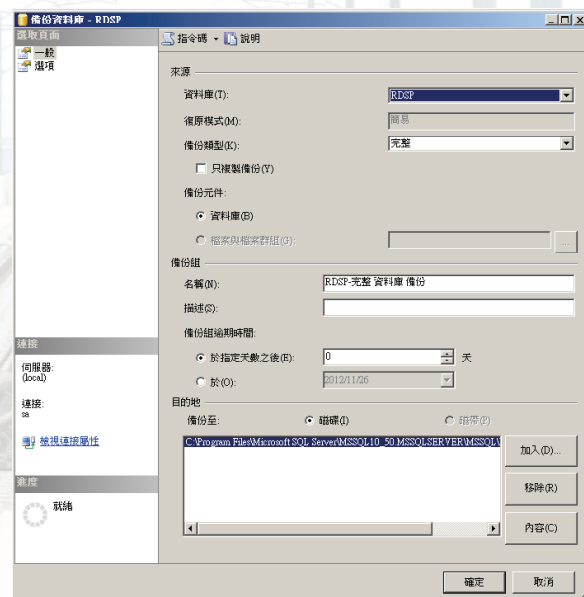 備份資料庫 - RDSP
選取頁面
一般
選項
指令碼
說明
來源
資料庫(T):
RDSP
復原模式(M):
簡易
備份類型(K):
完整
只複製備份(Y)
備份元件:
資料庫(B)
檔案與檔案群組(G):
...
備份組
名稱(N):
RDSP-完整 資料庫 備份
描述(S):
備份組逾期時間:
於指定天數之後(E):
0
天
於(O):
2012/11/26
目的地
備份至:
磁碟(I)
磁帶(P)
C:\Program Files\Microsoft SQL Server\MSSQL10_50.MSSQLSERVER\MSSQL\
加入(D)...
移除(R)
內容(C)
連接
伺服器:
(local)
連接:
sa
檢視連接屬性
進度
就緒
確定
取消